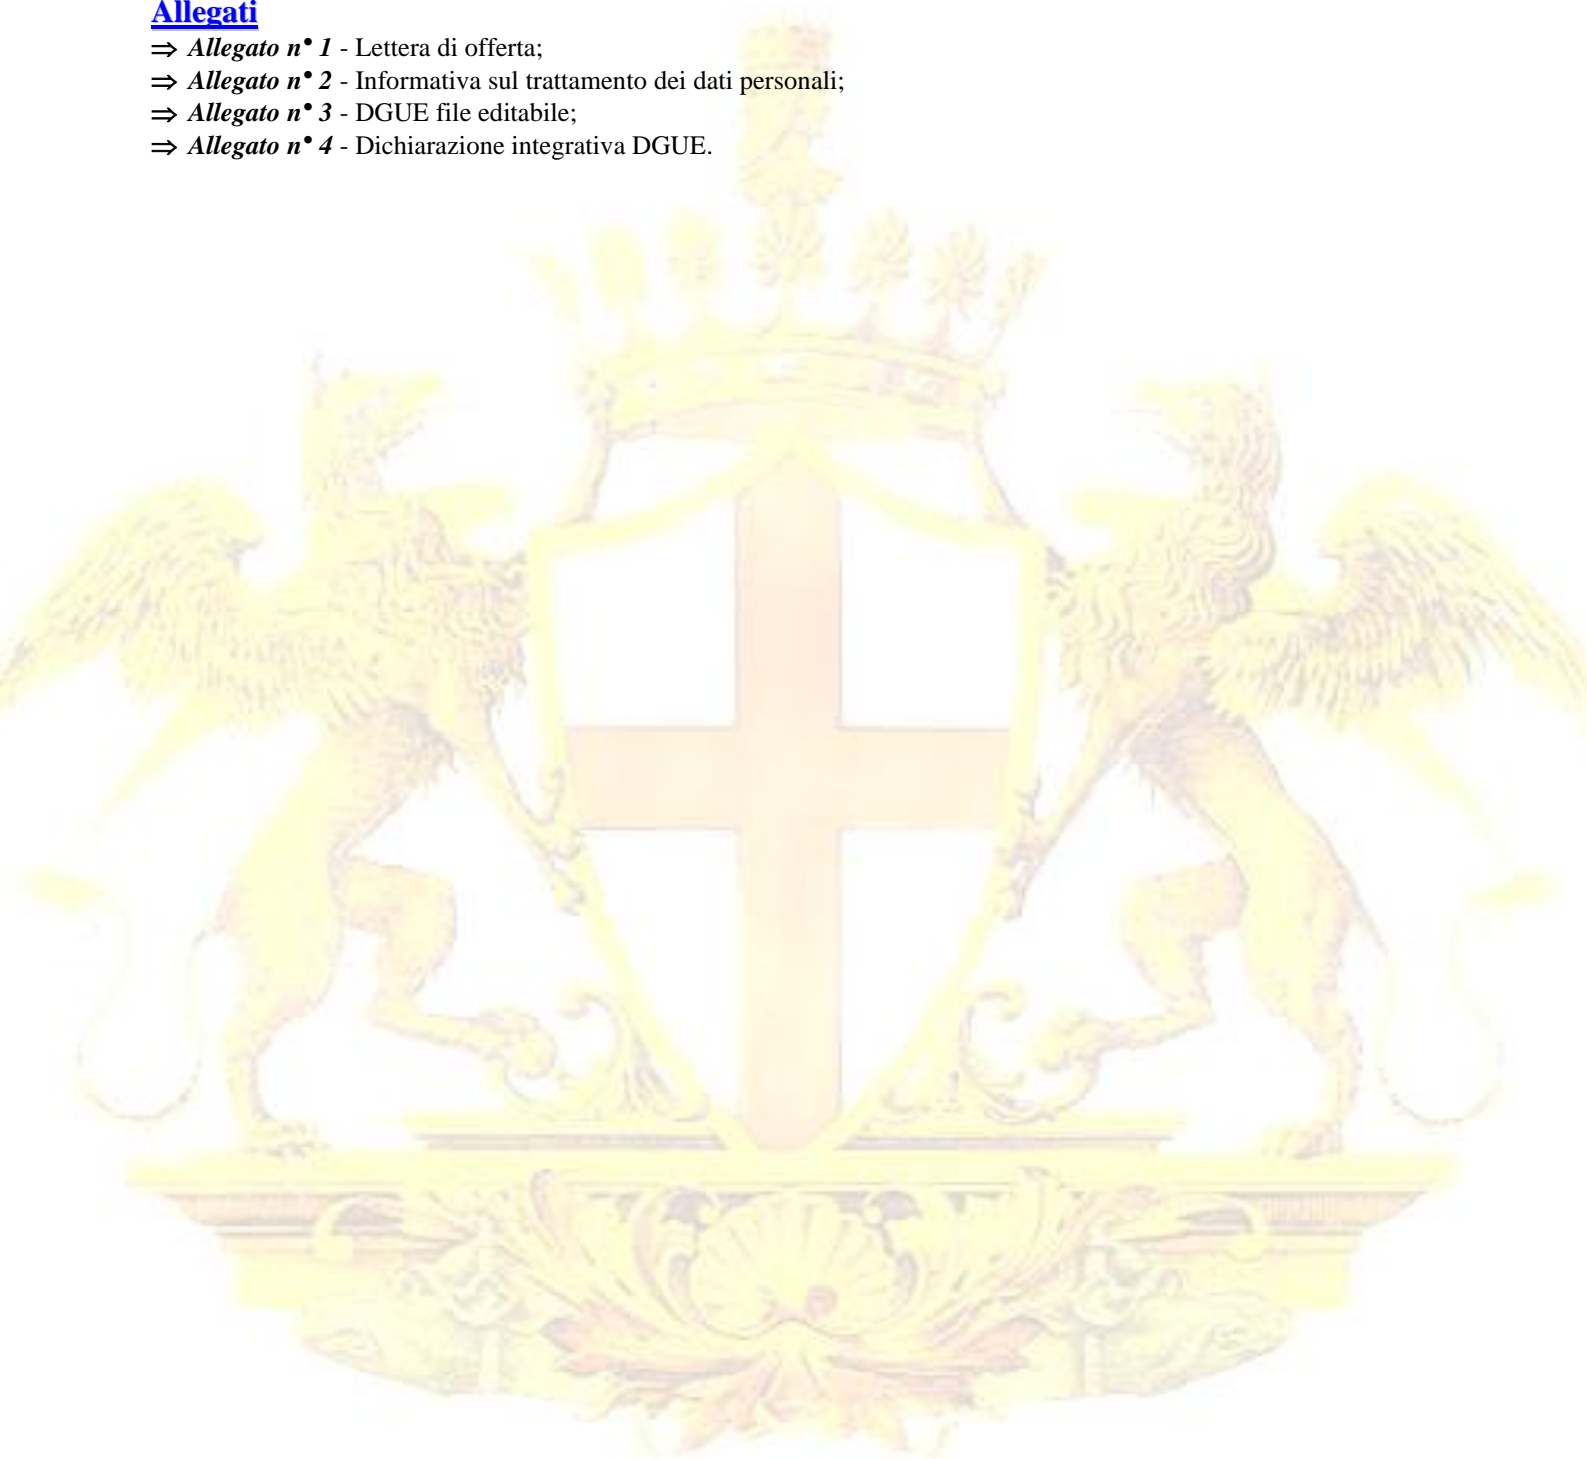 Allegati
⇒ Allegato n° 1 - Lettera di offerta;
⇒ Allegato n° 2 - Informativa sul trattamento dei dati personali;
⇒ Allegato n° 3 - DGUE file editabile;
⇒ Allegato n° 4 - Dichiarazione integrativa DGUE.